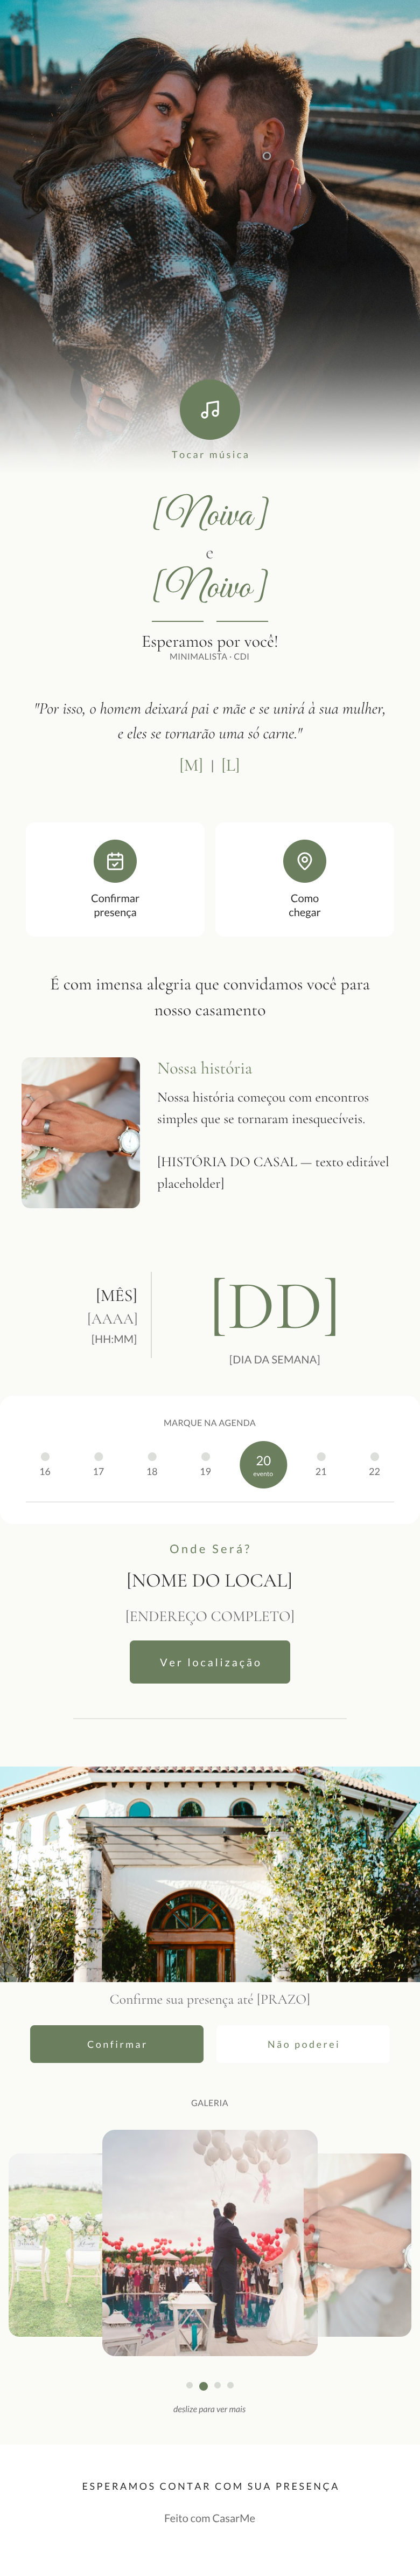 Tocar música
[Noiva]
e
[Noivo]
Esperamos por você!
MINIMALISTA · CDI
"Por isso, o homem deixará pai e mãe e se unirá à sua mulher,
e eles se tornarão uma só carne."
[M] | [L]
Confirmar
presença
Como
chegar
É com imensa alegria que convidamos você para
nosso casamento
Nossa história
Nossa história começou com encontros
simples que se tornaram inesquecíveis.
[HISTÓRIA DO CASAL — texto editável
placeholder]
[MÊS]
[AAAA]
[HH:MM]
[DD]
[DIA DA SEMANA]
MARQUE NA AGENDA
16 17 18 19 20 21 22
evento
Onde Será?
[NOME DO LOCAL]
[ENDEREÇO COMPLETO]
Ver localização
Confirme sua presença até [PRAZO]
Confirmar Não poderei
GALERIA
deslize para ver mais
ESPERAMOS CONTAR COM SUA PRESENÇA
Feito com CasarMe